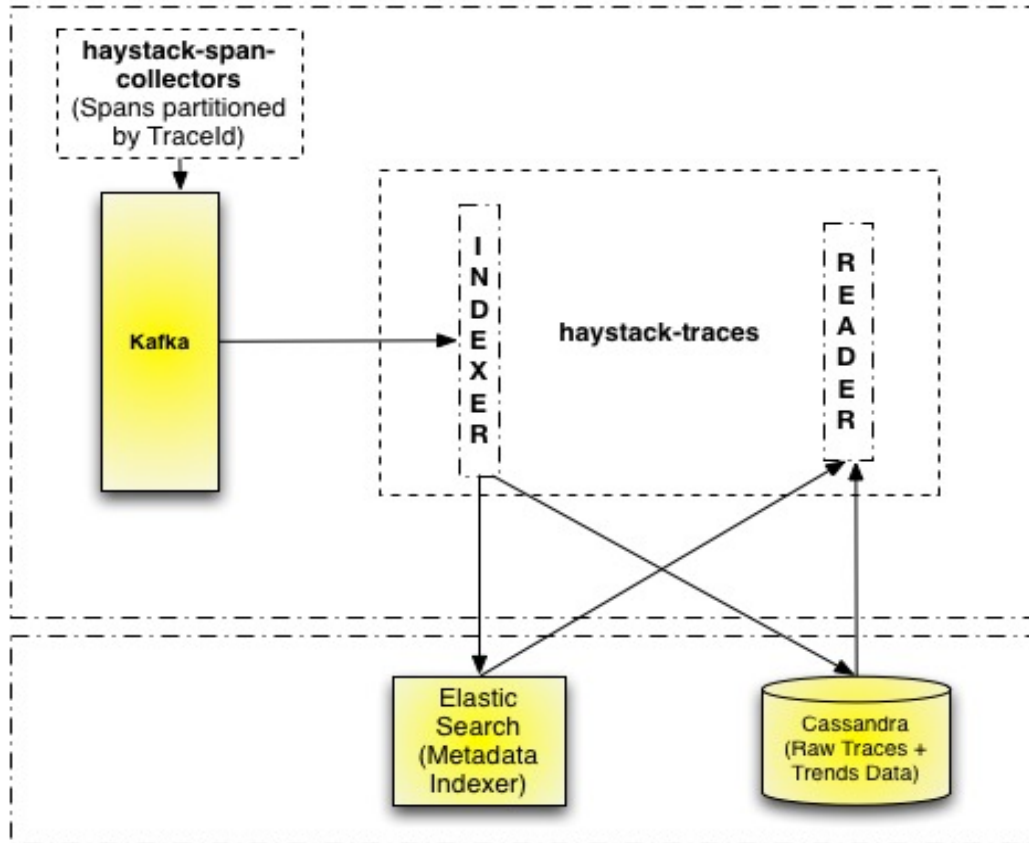 haystack-span-
collectors
(Spans partitioned
by TraceId)
Kafka
I
N
D
E
X
E
R
haystack-traces
R
E
A
D
E
R
Elastic
Search
(Metadata
Indexer)
Cassandra
(Raw Traces +
Trends Data)